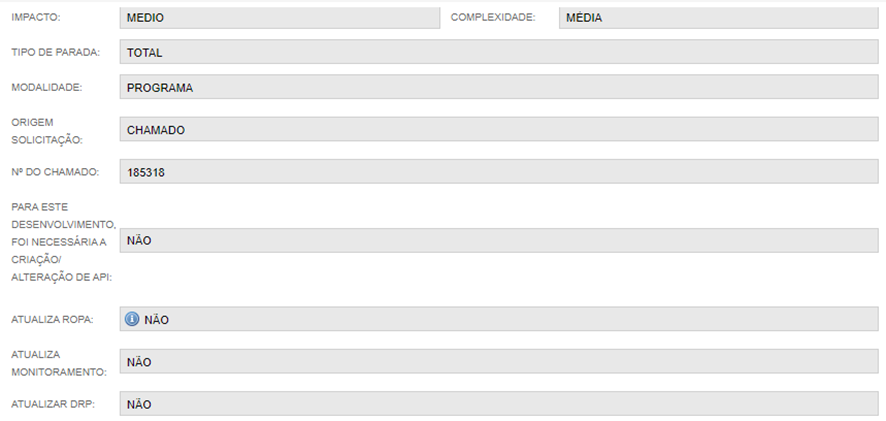 IMPACTO: MEDIO COMPLEXIDADE: MÉDIA
TIPO DE PARADA: TOTAL
MODALIDADE: PROGRAMA
ORIGEM
SOLICITAÇÃO: CHAMADO
Nº DO CHAMADO: 185318
PARA ESTE
DESENVOLVIMENTO,
FOI NECESSÁRIA A
CRIAÇÃO/
ALTERAÇÃO DE API: NÃO
ATUALIZA ROPA: NÃO
ATUALIZA
MONITORAMENTO: NÃO
ATUALIZAR DRP: NÃO